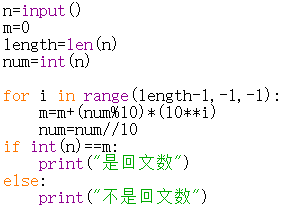 n=input()
m=0
length=len(n)
num=int(n)

for i in range(length-1,-1,-1):
    m=m+(num%10)*(10**i)
    num=num//10
if int(n)==m:
    print("是回文数")
else:
    print("不是回文数")